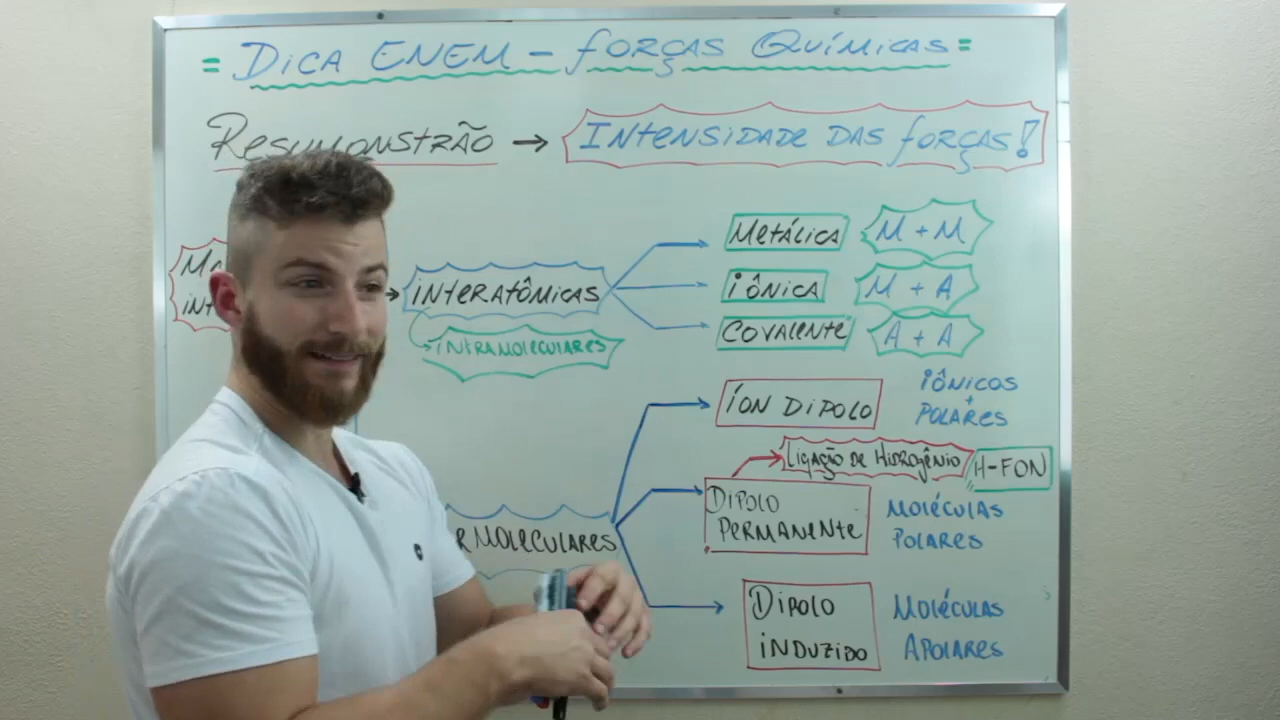 = DICA ENEM - FORÇAS QUÍMICAS =
RESUMONSTRÃO → INTENSIDADE DAS FORÇAS!
METÁLICA M + M
INTERATÔMICAS
IÔNICA M + A
COVALENTE A + A
INTRAMOLECULARES
ÍON DIPOLO
IÔNICOS
+
POLARES
LIGAÇÃO DE HIDROGÊNIO H-FON
DIPOLO
PERMANENTE
MOLÉCULAS
POLARES
R MOLECULARES
DIPOLO
INDUZIDO
MOLÉCULAS
APOLARES